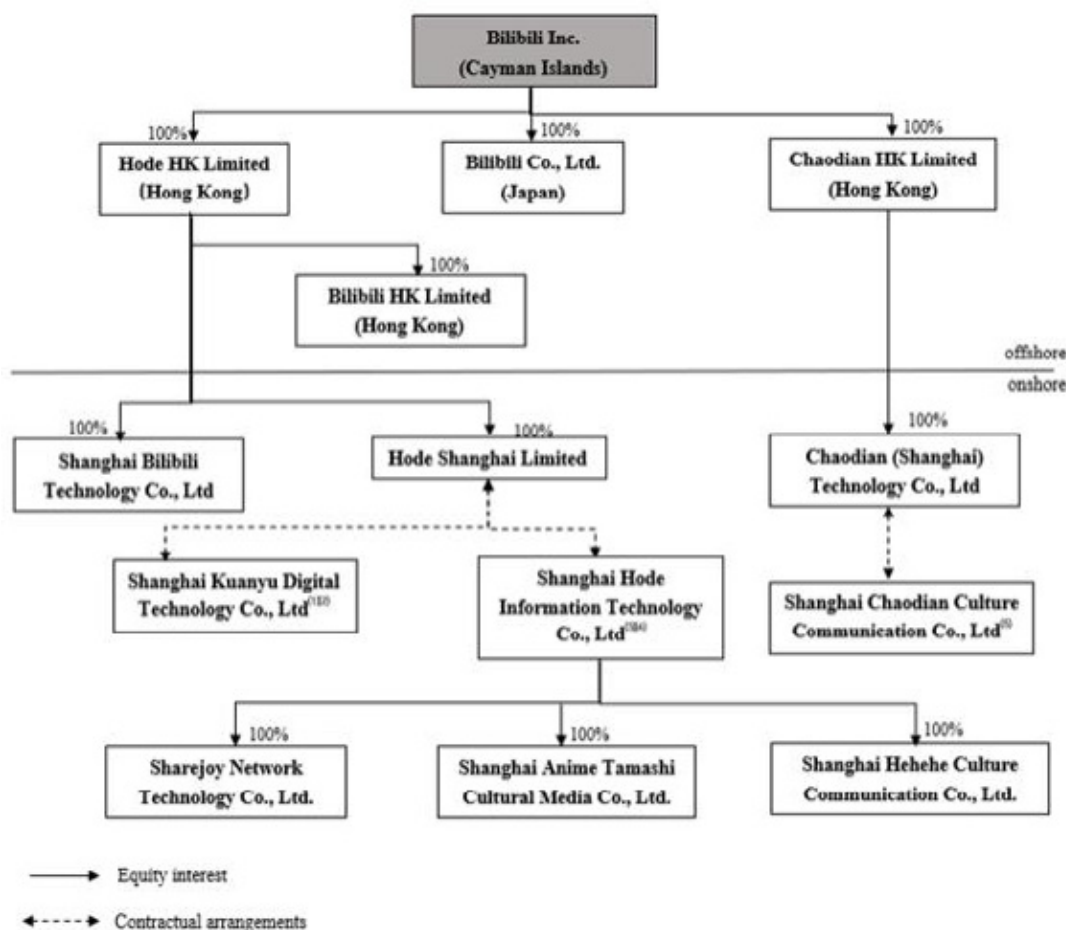 Bilibili Inc.
(Cayman Islands)
100%
100%
100%
Hode HK Limited
(Hong Kong)
Bilibili Co., Ltd.
(Japan)
Chaodian HK Limited
(Hong Kong)
100%
Bilibili HK Limited
(Hong Kong)
offshore
onshore
100%
100%
100%
Shanghai Bilibili
Technology Co., Ltd
Hode Shanghai Limited
Chaodian (Shanghai)
Technology Co., Ltd
Shanghai Kuanyu Digital
Technology Co., Ltd
Shanghai Hode
Information Technology
Co., Ltd
Shanghai Chaodian Culture
Communication Co., Ltd(5)
100%
100%
100%
Sharejoy Network
Technology Co., Ltd.
Shanghai Anime Tamashi
Cultural Media Co., Ltd.
Shanghai Hehehe Culture
Communication Co., Ltd.
Equity interest
Contractual arrangements